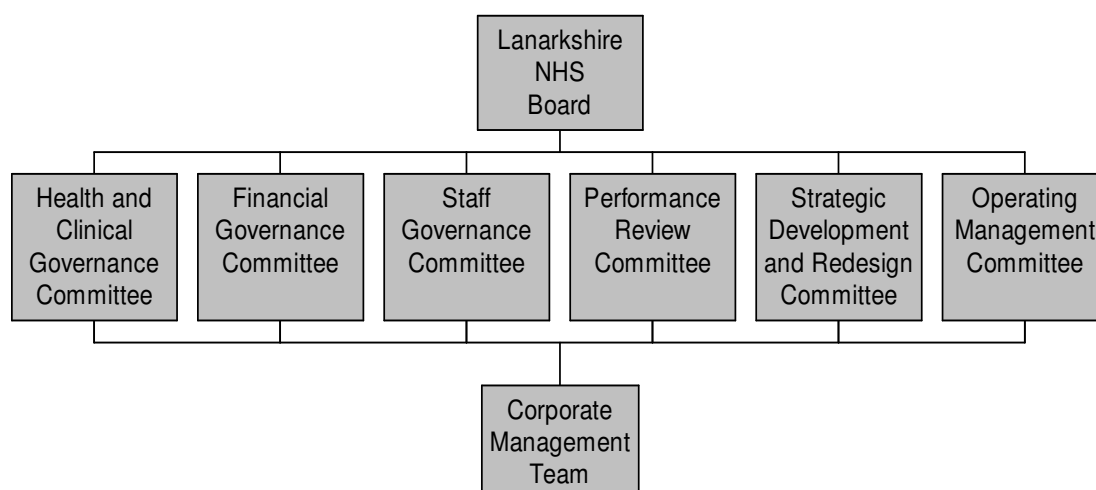 Lanarkshire
NHS
Board
Health and
Clinical
Governance
Committee
Financial
Governance
Committee
Staff
Governance
Committee
Performance
Review
Committee
Strategic
Development
and Redesign
Committee
Operating
Management
Committee
Corporate
Management
Team